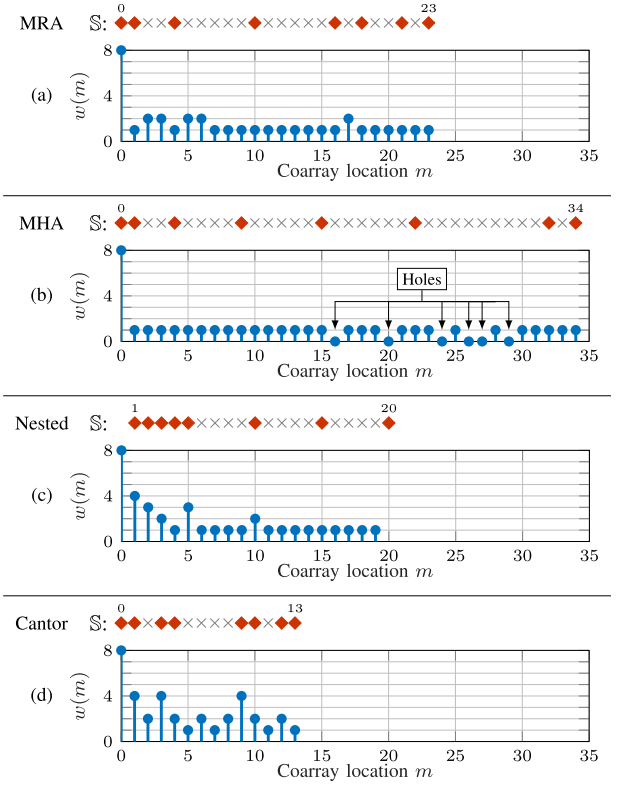 0 23
MRA 𝕊:
8
(a) w(m) 4
0
0 5 10 15 20 25 30 35
Coarray location m
0 34
MHA 𝕊:
8
Holes
(b) w(m) 4
0
0 5 10 15 20 25 30 35
Coarray location m
1 20
Nested 𝕊:
8
(c) w(m) 4
0
0 5 10 15 20 25 30 35
Coarray location m
0 13
Cantor 𝕊:
8
(d) w(m) 4
0
0 5 10 15 20 25 30 35
Coarray location m